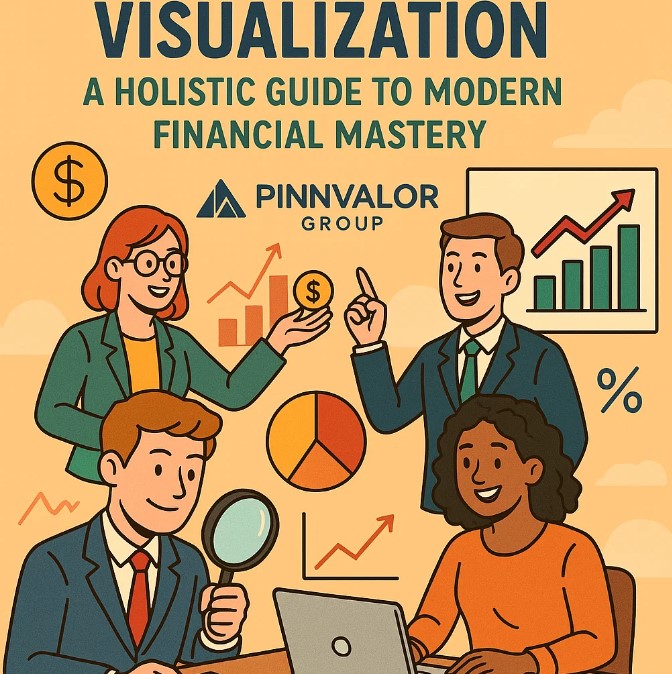 VISUALIZATION
A HOLISTIC GUIDE TO MODERN
FINANCIAL MASTERY
$
PINNVALOR
GROUP
$
%